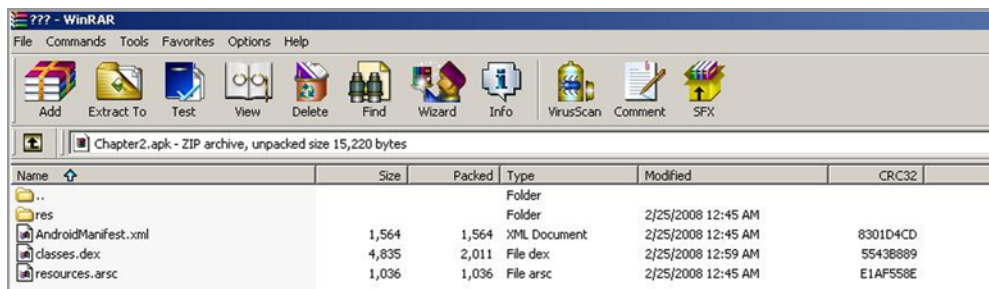 ??? - WinRAR
File Commands Tools Favorites Options Help
Add Extract To Test View Delete Find Wizard Info VirusScan Comment SFX
Chapter2.apk - ZIP archive, unpacked size 15,220 bytes
Name Size Packed Type Modified CRC32
.. Folder
res Folder 2/25/2008 12:45 AM
AndroidManifest.xml 1,564 1,564 XML Document 2/25/2008 12:45 AM 8301D4CD
classes.dex 4,835 2,011 File dex 2/25/2008 12:59 AM 5543B889
resources.arsc 1,036 1,036 File arsc 2/25/2008 12:45 AM E1AF558E